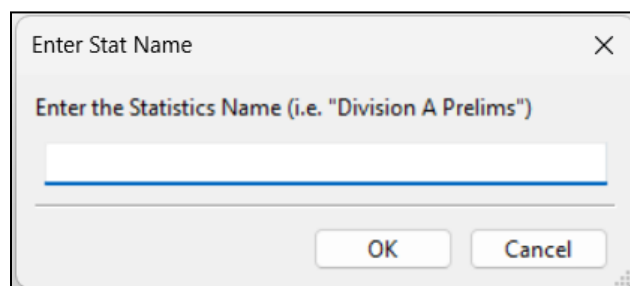 Enter Stat Name
Enter the Statistics Name (i.e. "Division A Prelims")
OK Cancel